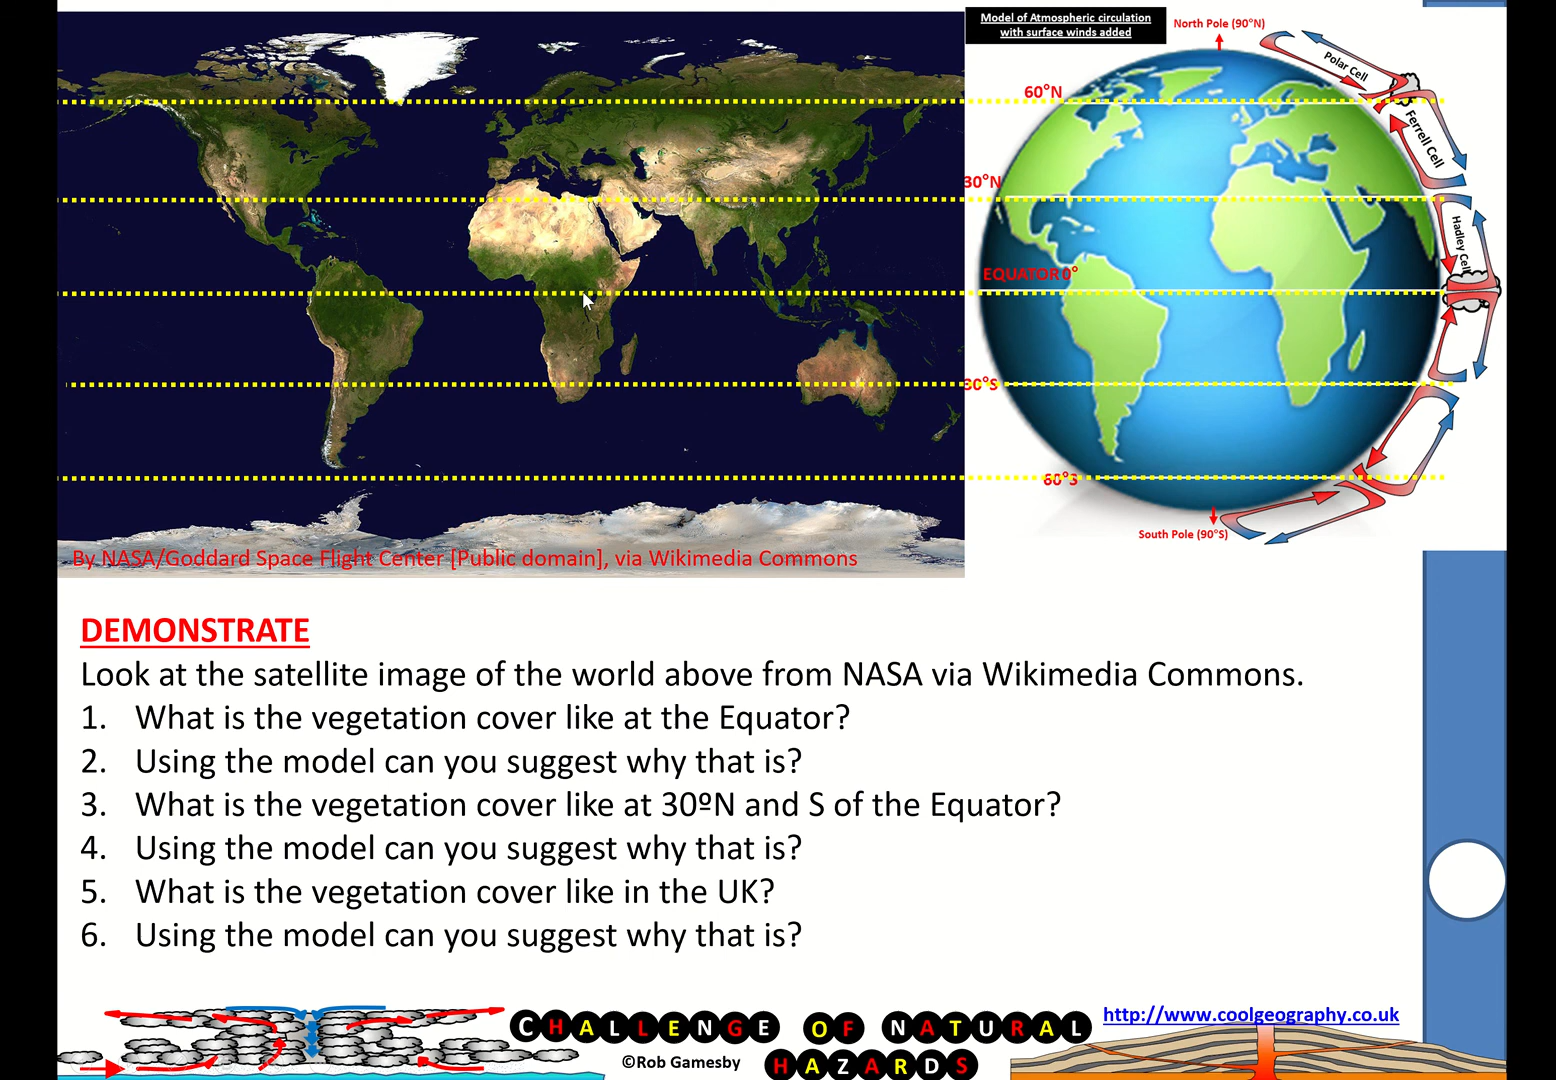 Model of Atmospheric circulation
with surface winds added
North Pole (90°N)
Polar Cell
60°N
Ferrell Cell
30°N
Hadley Cell
EQUATOR 0°
30°S
60°S
South Pole (90°S)
By NASA/Goddard Space Flight Center [Public domain], via Wikimedia Commons
DEMONSTRATE
Look at the satellite image of the world above from NASA via Wikimedia Commons.
1. What is the vegetation cover like at the Equator?
2. Using the model can you suggest why that is?
3. What is the vegetation cover like at 30ºN and S of the Equator?
4. Using the model can you suggest why that is?
5. What is the vegetation cover like in the UK?
6. Using the model can you suggest why that is?
CHALLENGE OF NATURAL
HAZARDS
©Rob Gamesby
http://www.coolgeography.co.uk